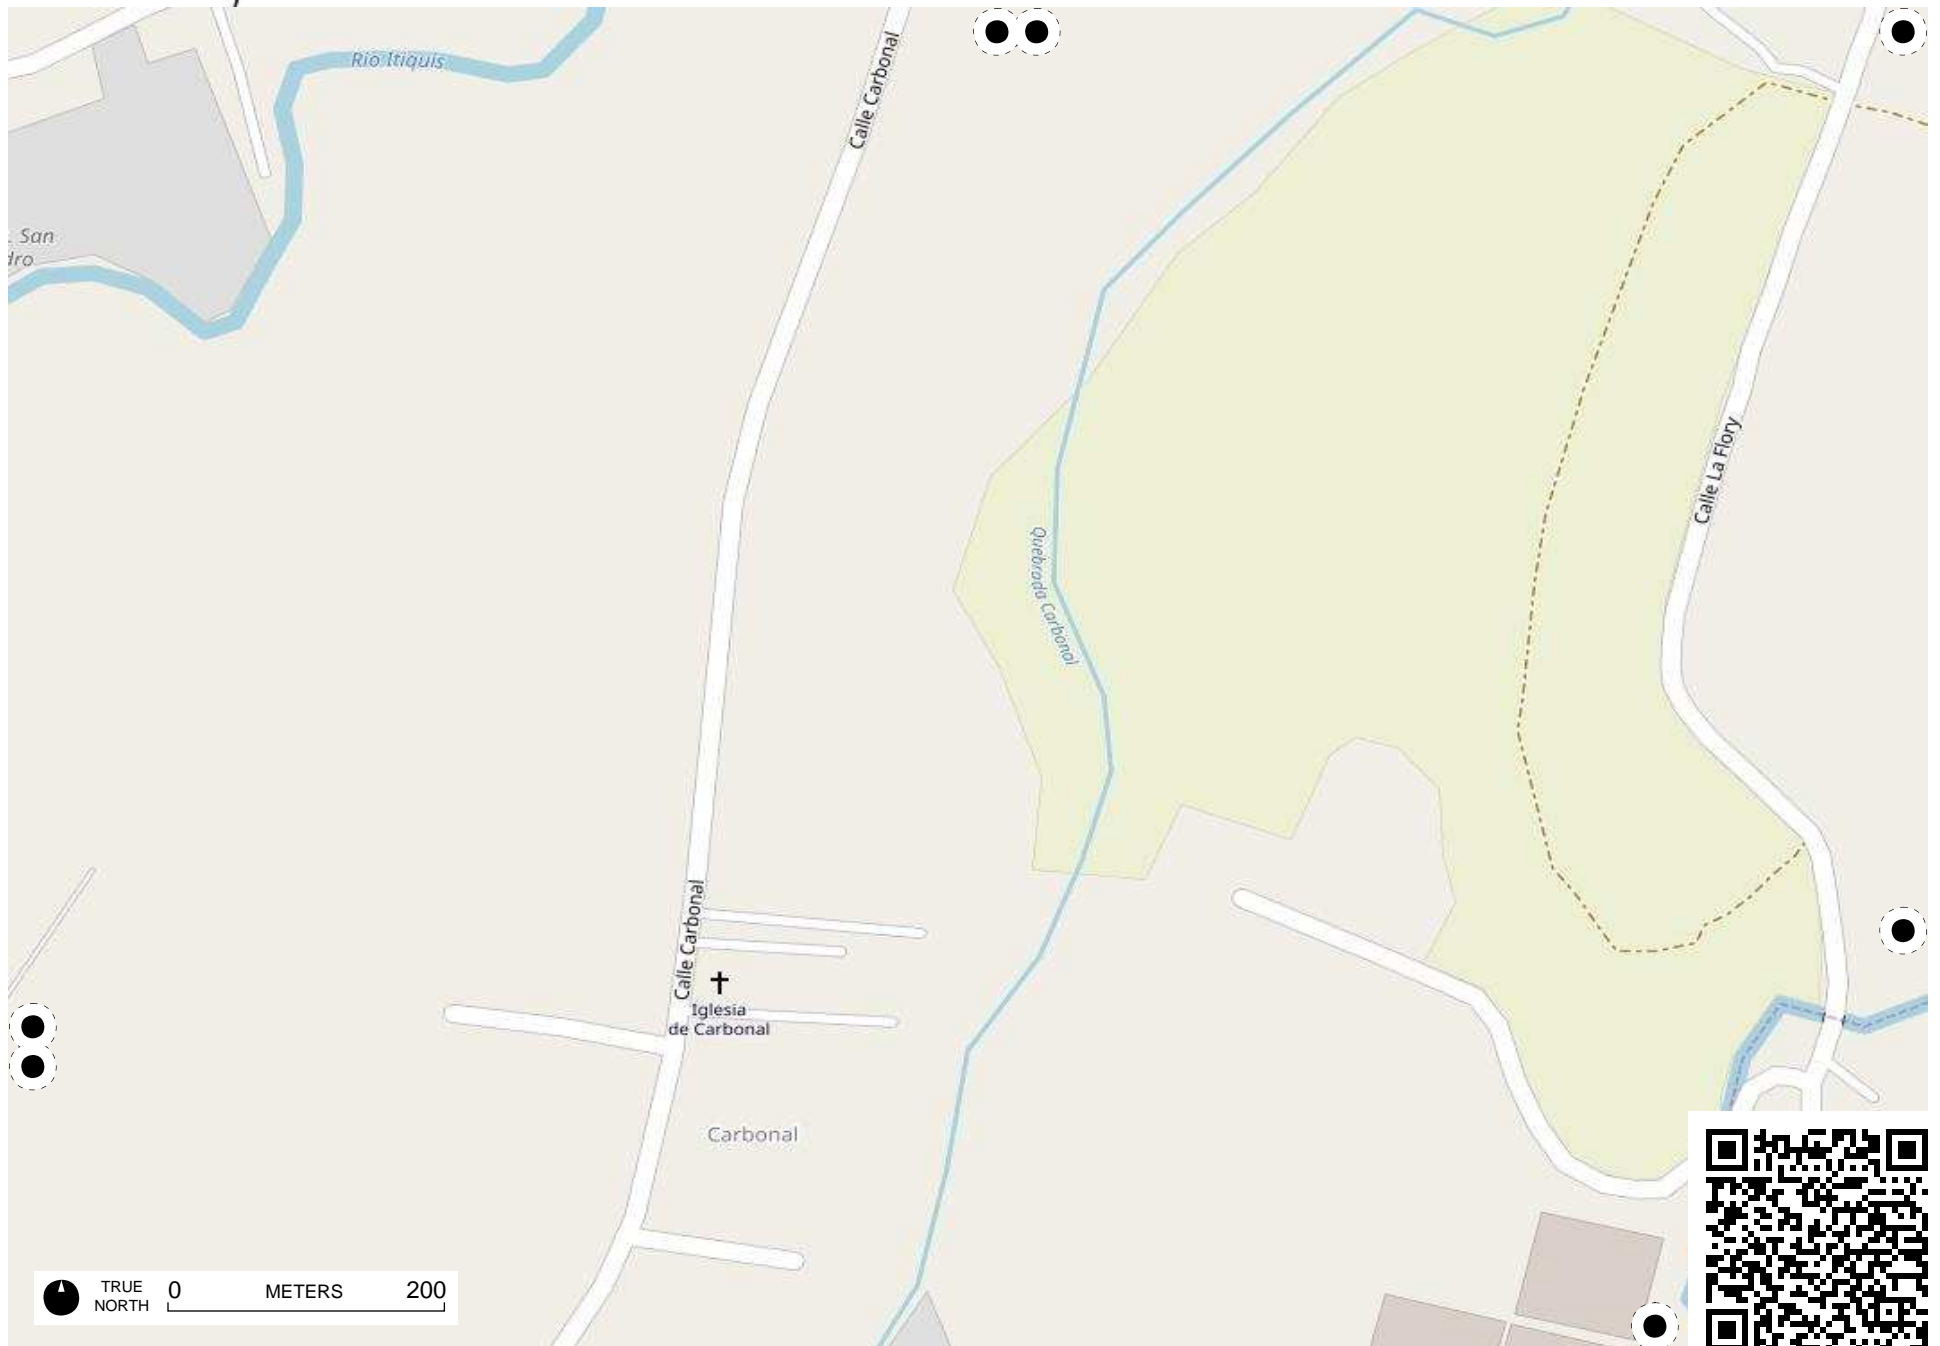 Rio Itiquis
Calle Carbonal
. San
dro
Calle La Flory
Quebrada Carbonal
Calle Carbonal
Iglesia
de Carbonal
Carbonal
TRUE
NORTH
0 METERS 200